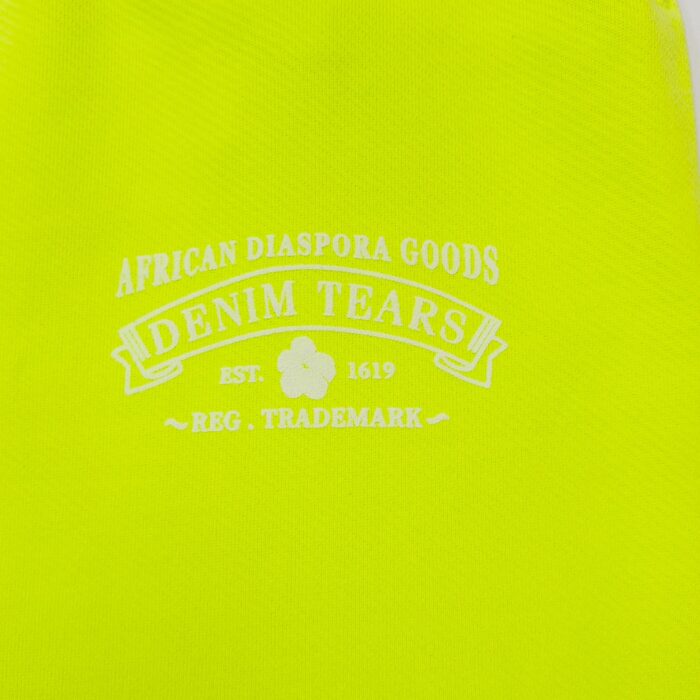 AFRICAN DIASPORA GOODS
DENIM TEARS
EST. 1619
~REG . TRADEMARK~